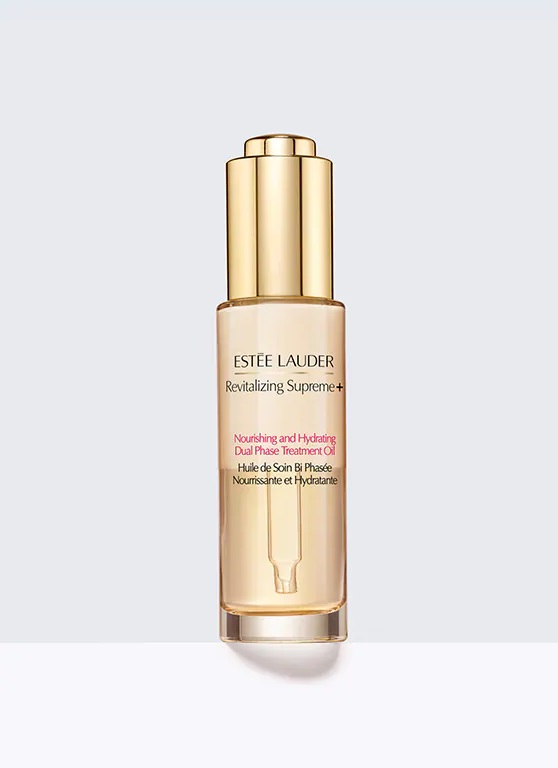 ESTĒE LAUDER
Revitalizing Supreme+
Nourishing and Hydrating
Dual Phase Treatment Oil
Huile de Soin Bi Phasée
Nourrissante et Hydratante